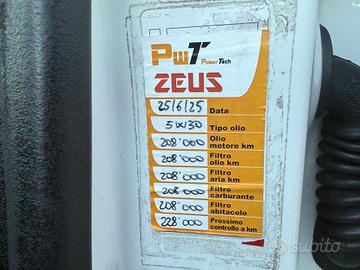 PWT Power Tech
ZEUS
25/6/25 Data
5W30 Tipo olio
208'000 Olio motore km
208'000 Filtro olio km
208'000 Filtro aria km
208'000 Filtro carburante
208'000 Filtro abitacolo
228'000 Prossimo controllo a km
subito